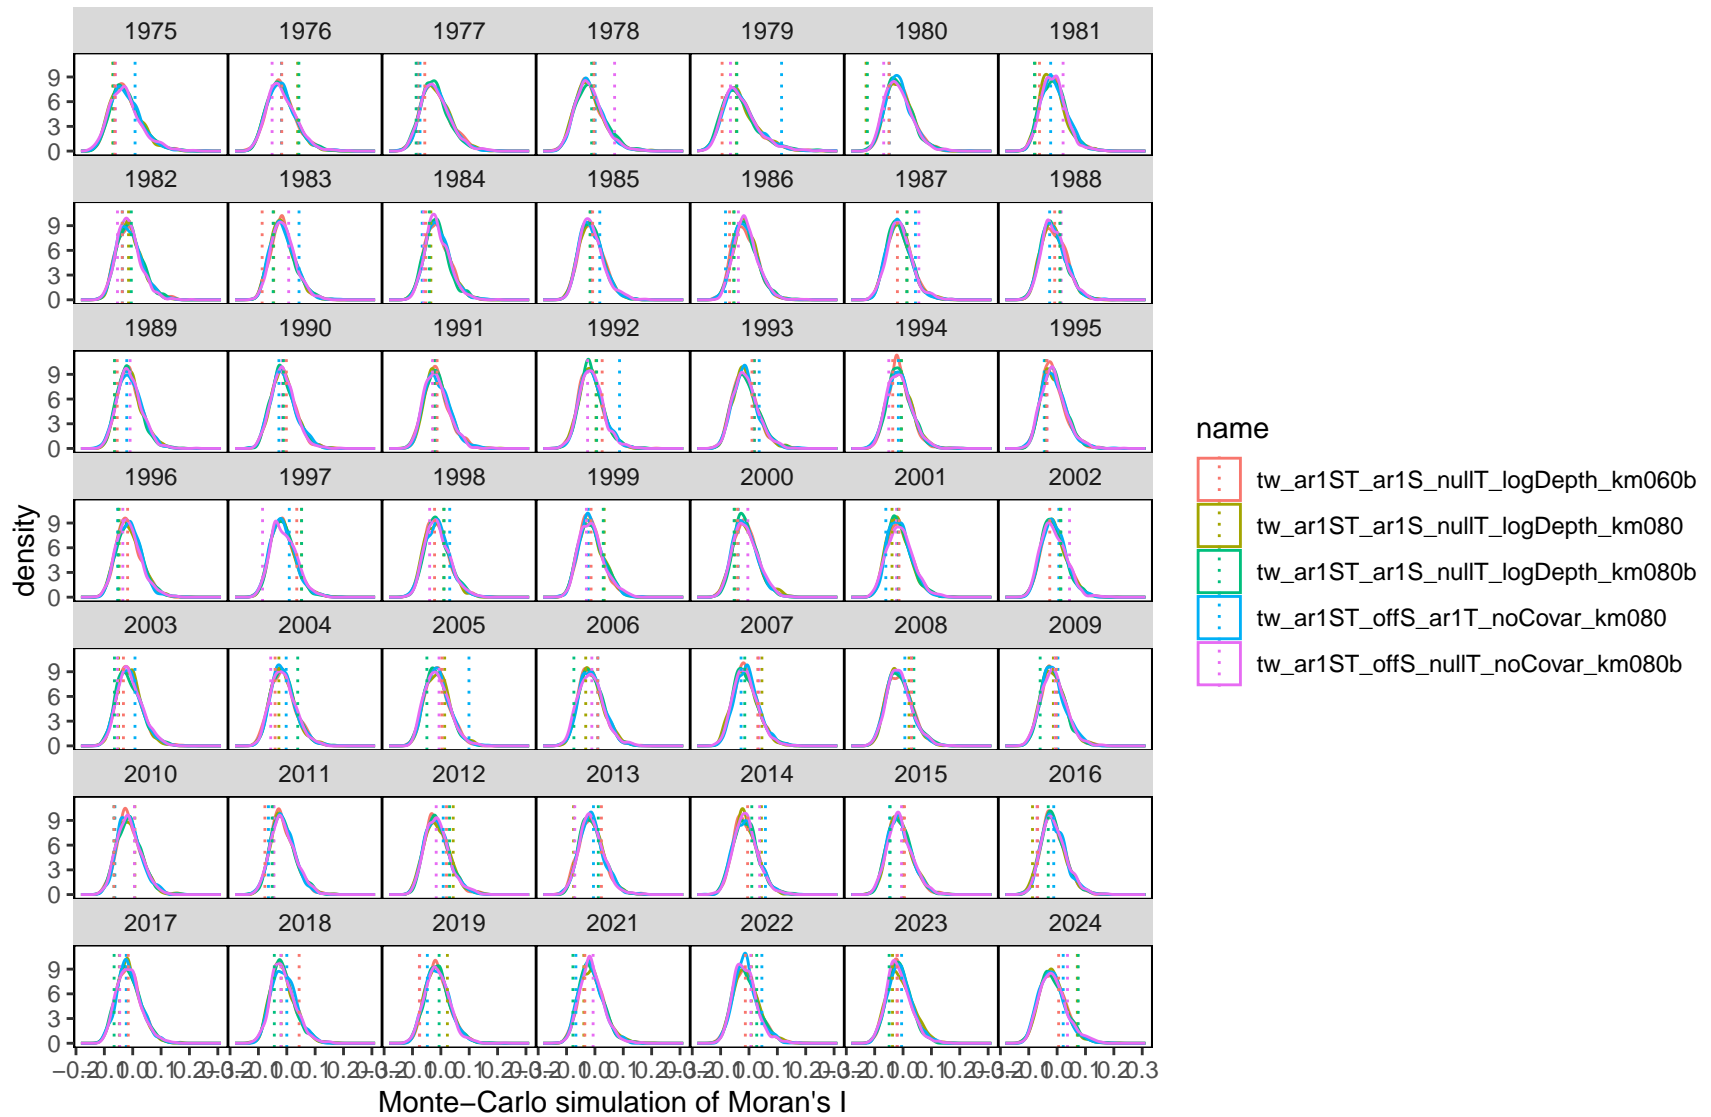 1975 1976 1977 1978 1979 1980 1981
9
6
3
0
1982 1983 1984 1985 1986 1987 1988
9
6
3
0
1989 1990 1991 1992 1993 1994 1995
9
6
3
0
1996 1997 1998 1999 2000 2001 2002
9
6
3
0
2003 2004 2005 2006 2007 2008 2009
9
6
3
0
2010 2011 2012 2013 2014 2015 2016
9
6
3
0
2017 2018 2019 2021 2022 2023 2024
9
6
3
0
density
Monte−Carlo simulation of Moran's I
name
tw_ar1ST_ar1S_nullT_logDepth_km060b
tw_ar1ST_ar1S_nullT_logDepth_km080
tw_ar1ST_ar1S_nullT_logDepth_km080b
tw_ar1ST_offS_ar1T_noCovar_km080
tw_ar1ST_offS_nullT_noCovar_km080b